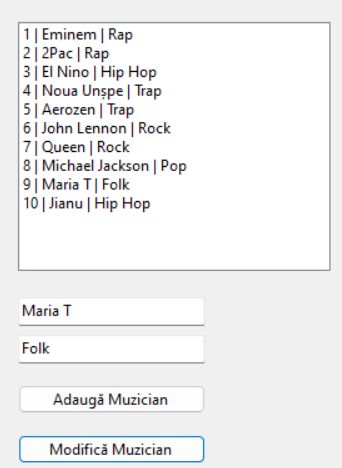 1 | Eminem | Rap
2 | 2Pac | Rap
3 | El Nino | Hip Hop
4 | Noua Unșpe | Trap
5 | Aerozen | Trap
6 | John Lennon | Rock
7 | Queen | Rock
8 | Michael Jackson | Pop
9 | Maria T | Folk
10 | Jianu | Hip Hop
Maria T
Folk
Adaugă Muzician
Modifică Muzician